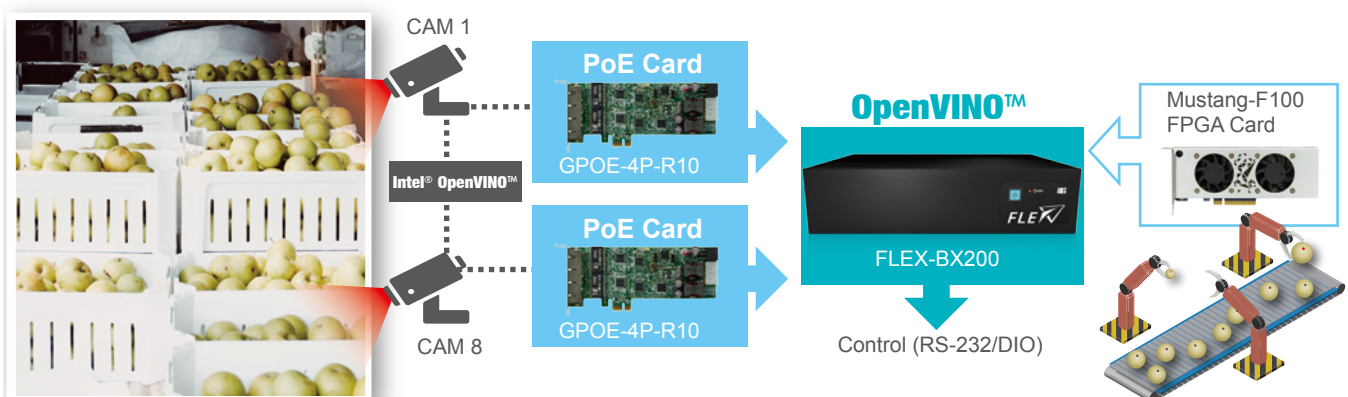 CAM 1
Intel® OpenVINO™
CAM 8
PoE Card
GPOE-4P-R10
PoE Card
GPOE-4P-R10
OpenVINO™
FLEX
FLEX-BX200
Control (RS-232/DIO)
Mustang-F100
FPGA Card